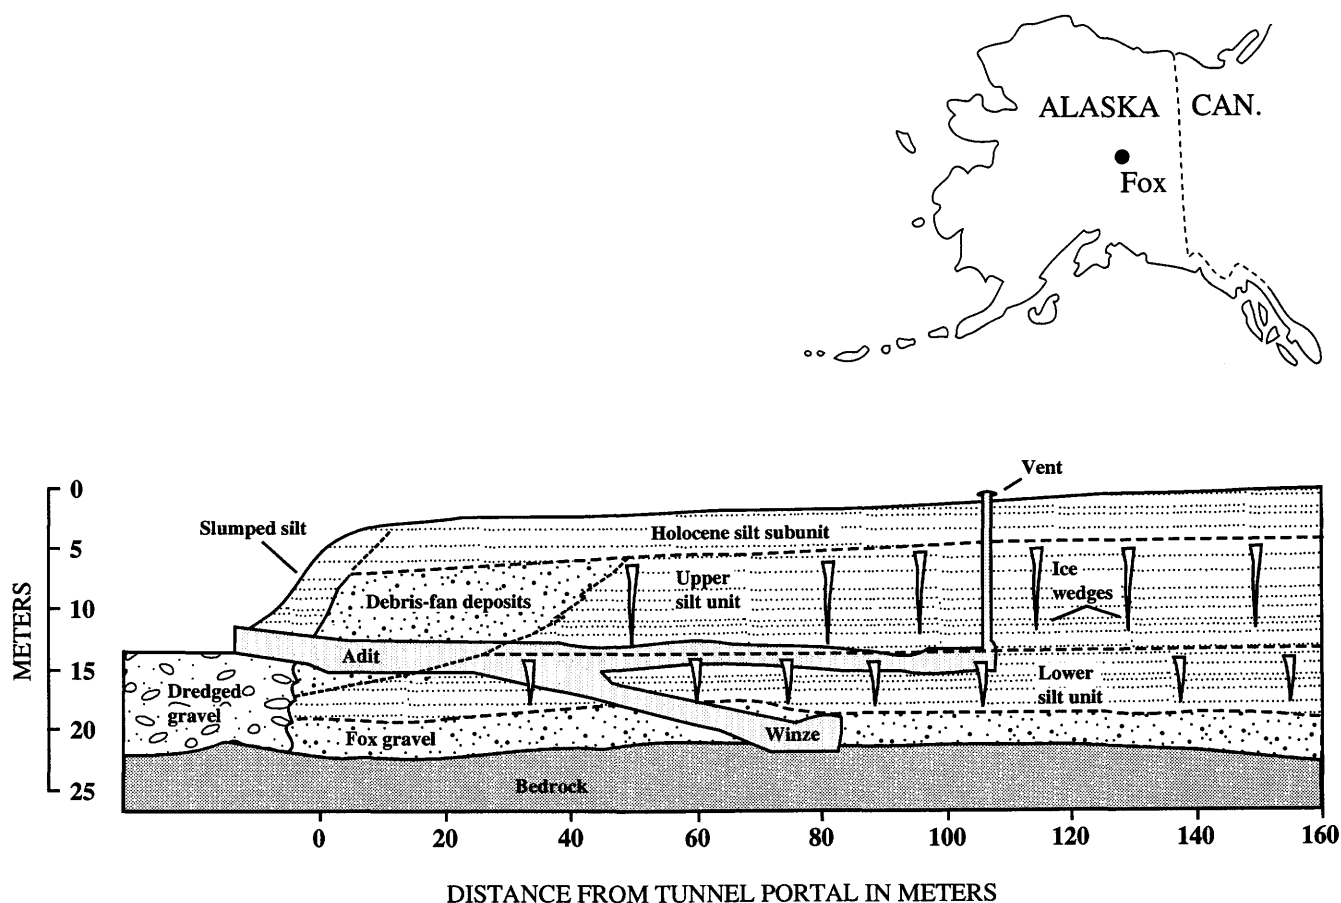 ALASKA
CAN.
Fox
Vent
0
5
10
15
20
25
METERS
Slumped silt
Holocene silt subunit
Debris-fan deposits
Upper
silt unit
Ice
wedges
Adit
Dredged
gravel
Lower
silt unit
Fox gravel
Winze
Bedrock
0 20 40 60 80 100 120 140 160
DISTANCE FROM TUNNEL PORTAL IN METERS